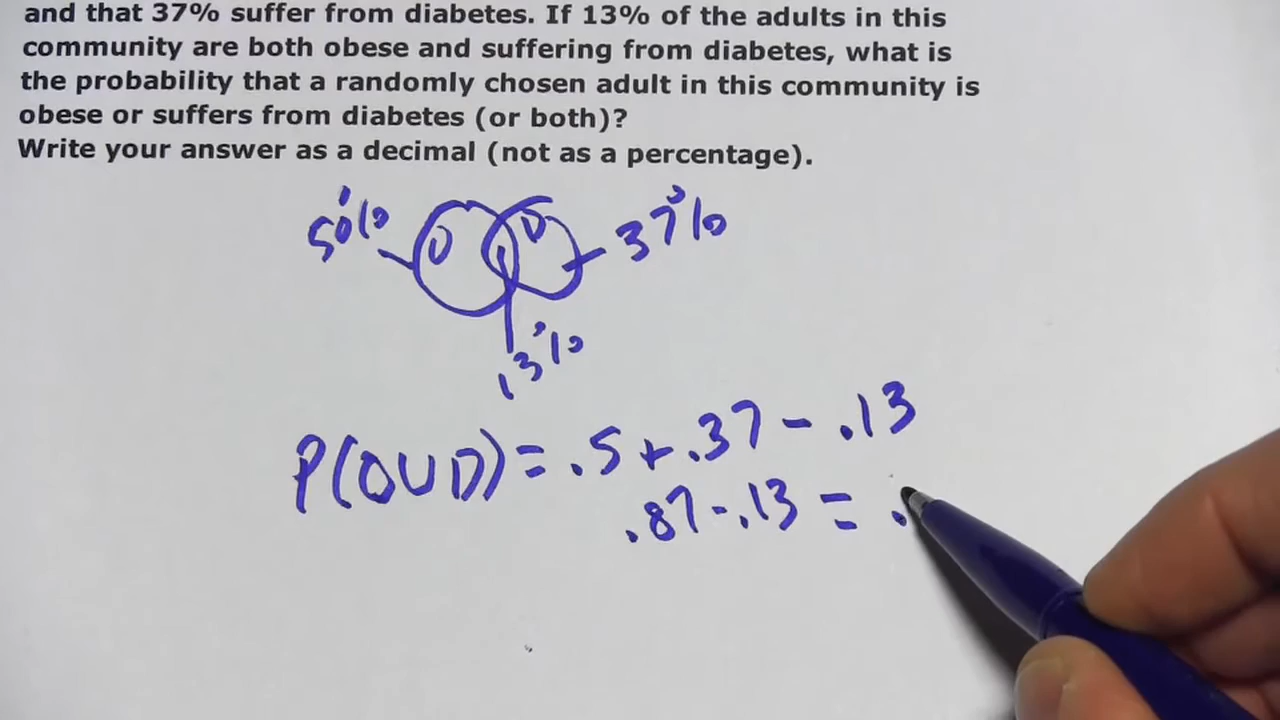 and that 37% suffer from diabetes. If 13% of the adults in this
community are both obese and suffering from diabetes, what is
the probability that a randomly chosen adult in this community is
obese or suffers from diabetes (or both)?
Write your answer as a decimal (not as a percentage).
50%
O
D
37%
13%
P(OUD) = .5 + .37 - .13
.87 - .13 = .